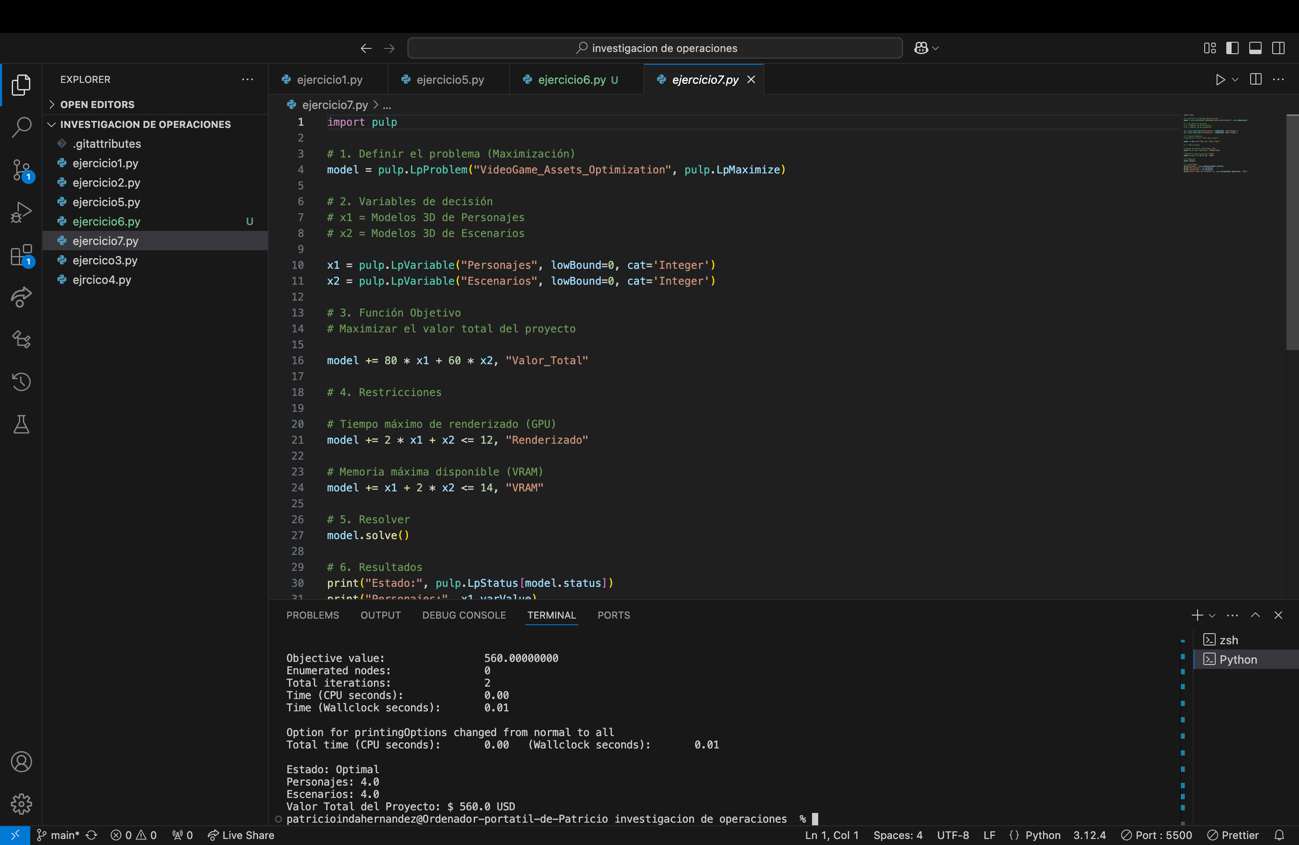 investigacion de operaciones
EXPLORER
OPEN EDITORS
INVESTIGACION DE OPERACIONES
.gitattributes
ejercicio1.py
ejercicio2.py
ejercicio5.py
ejercicio6.py U
ejercicio7.py
ejercico3.py
ejrcico4.py
1
1
ejercicio1.py
ejercicio5.py
ejercicio6.py U
ejercicio7.py
ejercicio7.py > ...
1 import pulp
2
3 # 1. Definir el problema (Maximización)
4 model = pulp.LpProblem("VideoGame_Assets_Optimization", pulp.LpMaximize)
5
6 # 2. Variables de decisión
7 # x1 = Modelos 3D de Personajes
8 # x2 = Modelos 3D de Escenarios
9
10 x1 = pulp.LpVariable("Personajes", lowBound=0, cat='Integer')
11 x2 = pulp.LpVariable("Escenarios", lowBound=0, cat='Integer')
12
13 # 3. Función Objetivo
14 # Maximizar el valor total del proyecto
15
16 model += 80 * x1 + 60 * x2, "Valor_Total"
17
18 # 4. Restricciones
19
20 # Tiempo máximo de renderizado (GPU)
21 model += 2 * x1 + x2 <= 12, "Renderizado"
22
23 # Memoria máxima disponible (VRAM)
24 model += x1 + 2 * x2 <= 14, "VRAM"
25
26 # 5. Resolver
27 model.solve()
28
29 # 6. Resultados
30 print("Estado:", pulp.LpStatus[model.status])
31 print("Personajes:", x1.varValue)
PROBLEMS OUTPUT DEBUG CONSOLE TERMINAL PORTS
Objective value: 560.00000000
Enumerated nodes: 0
Total iterations: 2
Time (CPU seconds): 0.00
Time (Wallclock seconds): 0.01
Option for printingOptions changed from normal to all
Total time (CPU seconds): 0.00 (Wallclock seconds): 0.01
Estado: Optimal
Personajes: 4.0
Escenarios: 4.0
Valor Total del Proyecto: $ 560.0 USD
patricioindahernandez@Ordenador-portatil-de-Patricio investigacion de operaciones %
zsh
Python
main* 0 0 0 Live Share
Ln 1, Col 1 Spaces: 4 UTF-8 LF {} Python 3.12.4 Port : 5500 Prettier